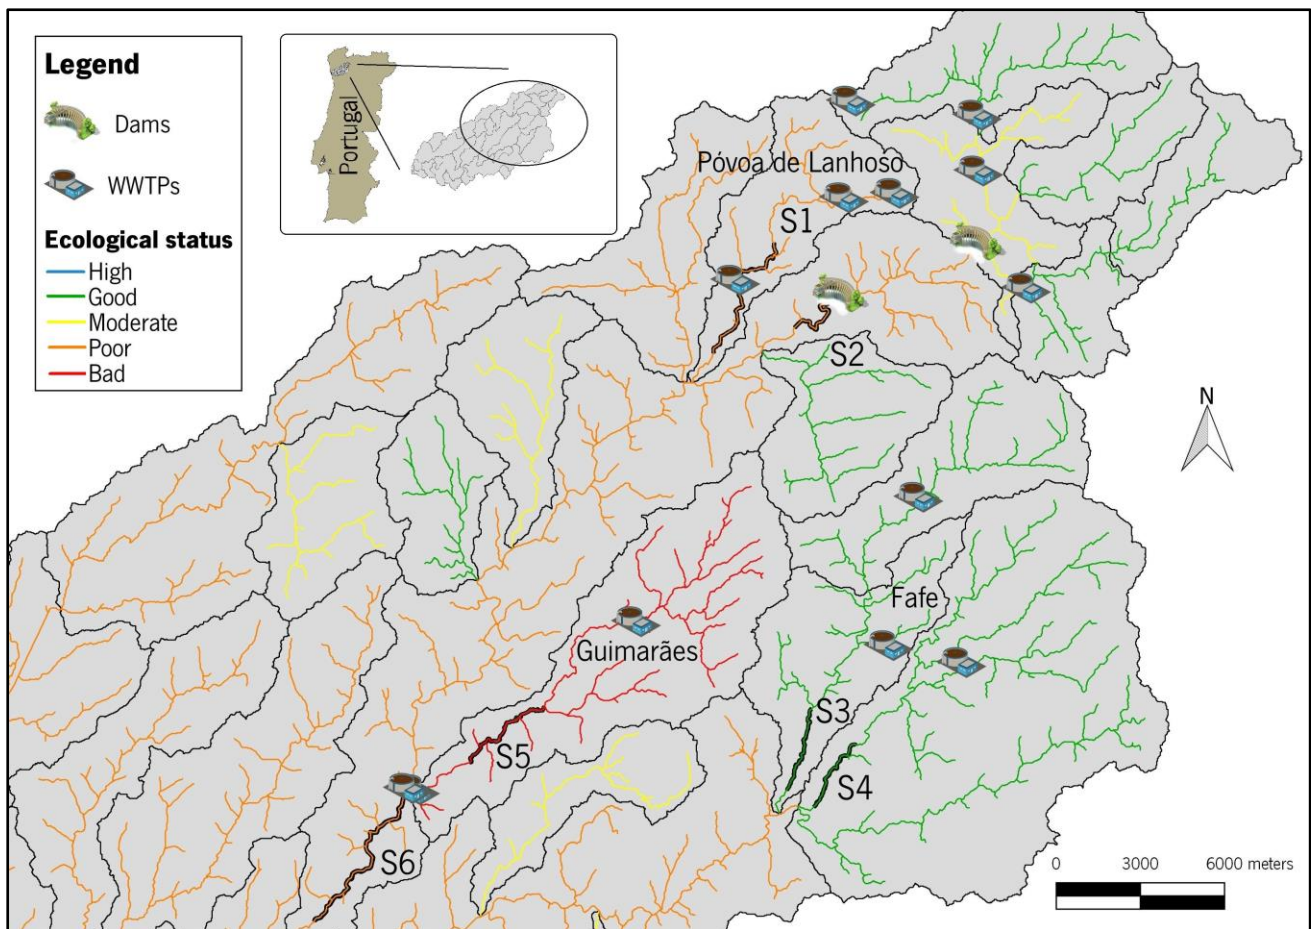 Legend
Dams
WWTPs
Ecological status
High
Good
Moderate
Poor
Bad
Portugal
Póvoa de Lanhoso
S1
S2
N
Fafe
Guimarães
S3
S4
S5
S6
0 3000 6000 meters